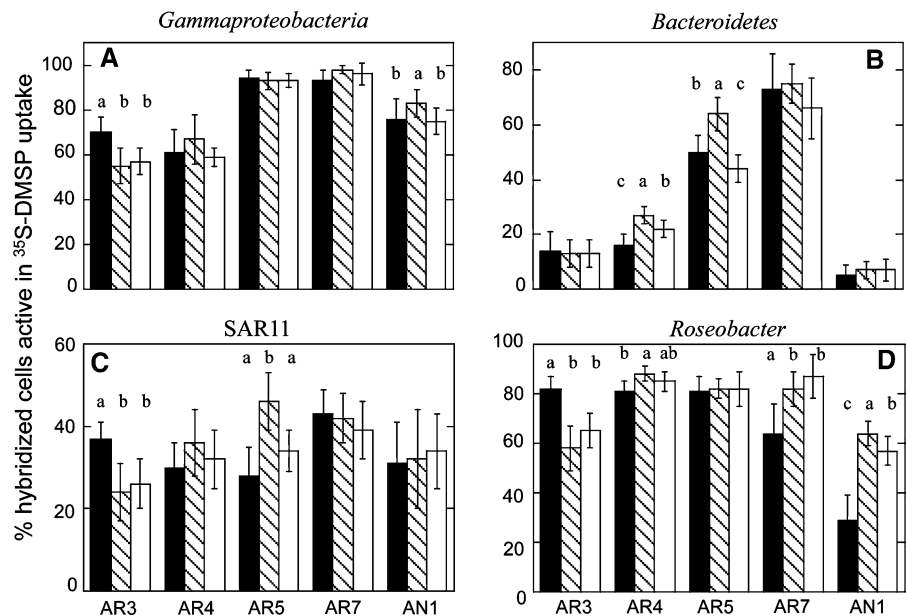 Gammaproteobacteria
Bacteroidetes
% hybridized cells active in ³⁵S-DMSP uptake
A
100
80
60
40
20
0
a b b
b a b
B
80
60
40
20
0
c a b
b a c
SAR11
Roseobacter
C
60
40
20
0
a b b
a b a
AR3 AR4 AR5 AR7 AN1
D
100
80
60
40
20
0
a b b
b a ab
a b b
c a b
AR3 AR4 AR5 AR7 AN1